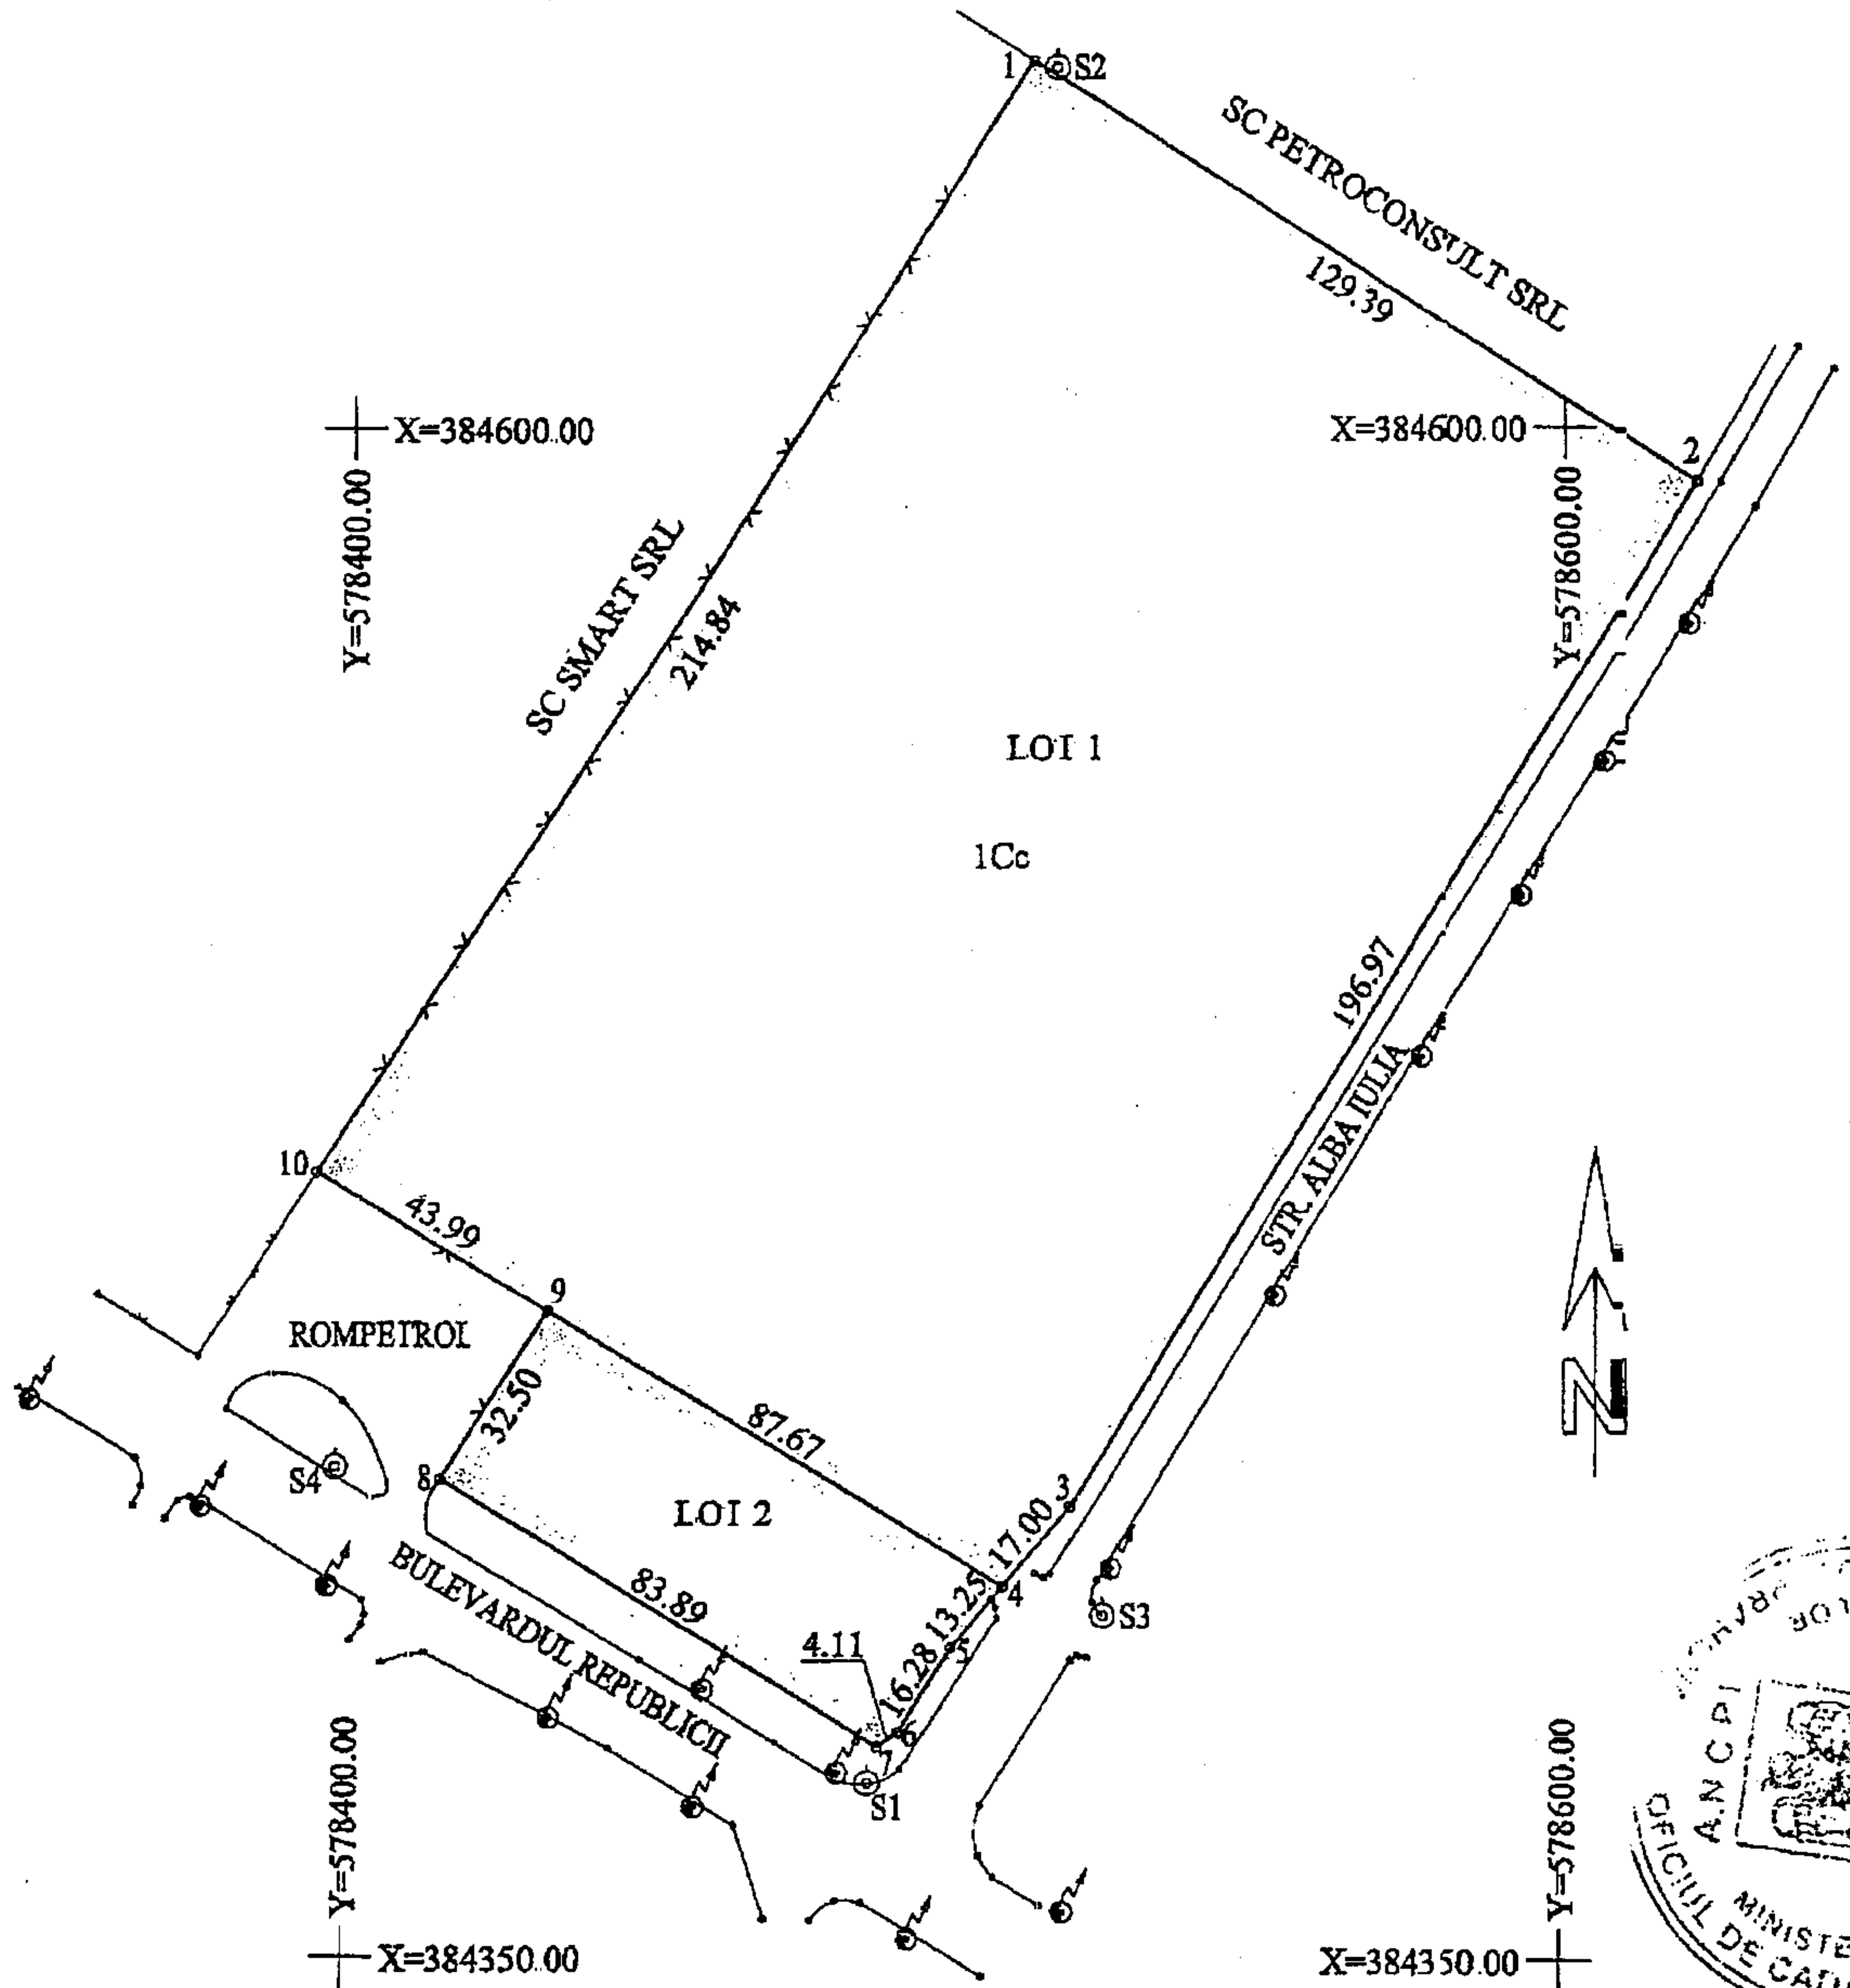 1
S2
SC PETROCONSULT SRL
129.39
X=384600.00
X=384600.00
2
Y=578400.00
Y=578600.00
SC SMART SRL
214.84
LOT 1
1Cc
196.97
STR. ALBA IULIA
10
43.99
9
ROMPETROL
32.50
87.67
3
N
8
S4
LOT 2
17.00
4
S3
BULEVARDUL REPUBLICII
83.89
13.25
5
4.11
16.28
6
7
S1
Y=578400.00
Y=578600.00
A.N.C.P.I
OFICIUL DE
X=384350.00
X=384350.00